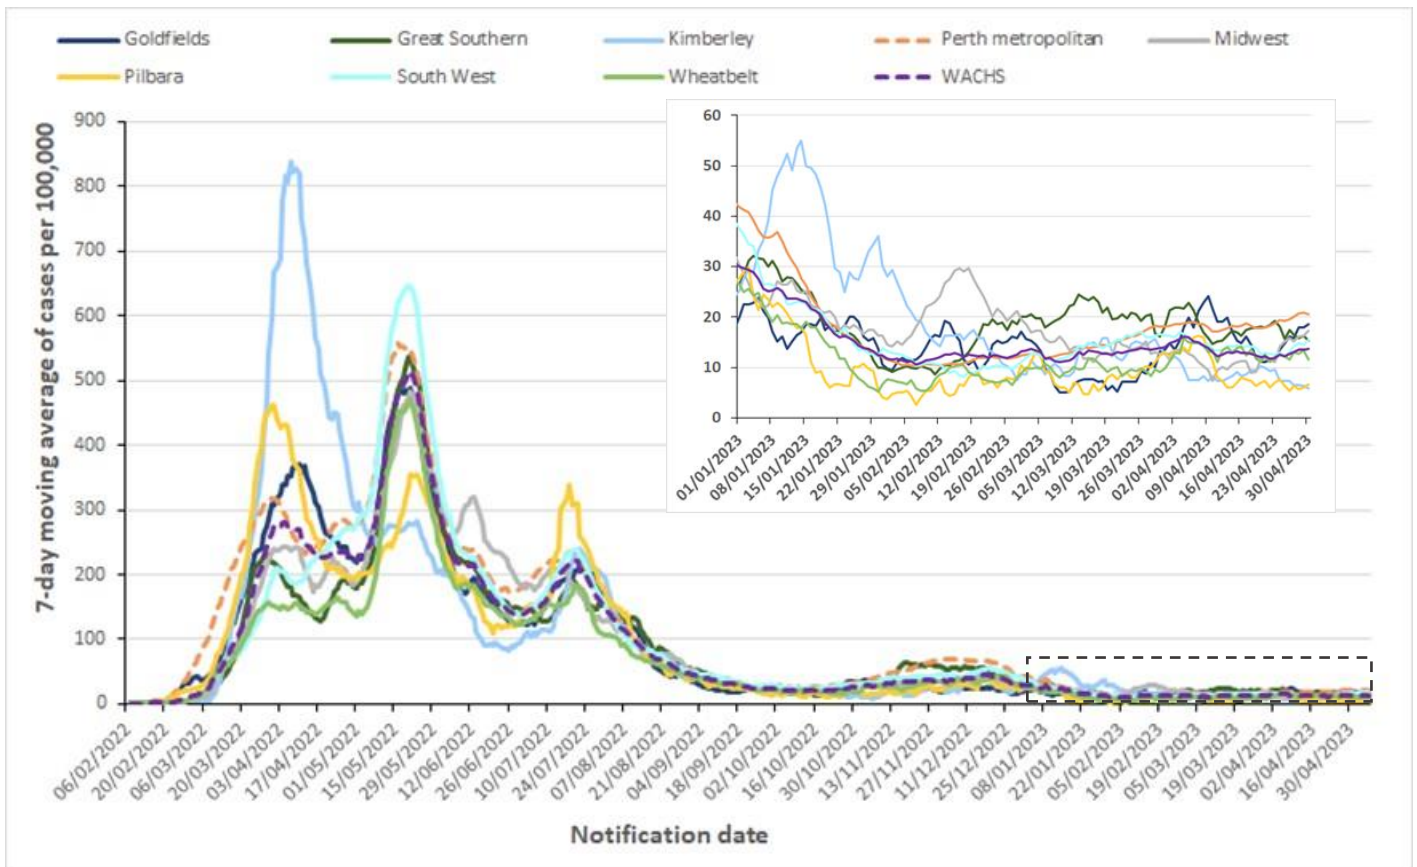 Goldfields Great Southern Kimberley Perth metropolitan Midwest
Pilbara South West Wheatbelt WACHS
7-day moving average of cases per 100,000
900
800
700
600
500
400
300
200
100
0
06/02/2022 20/02/2022 06/03/2022 20/03/2022 03/04/2022 17/04/2022 01/05/2022 15/05/2022 29/05/2022 12/06/2022 26/06/2022 10/07/2022 24/07/2022 07/08/2022 21/08/2022 04/09/2022 18/09/2022 02/10/2022 16/10/2022 30/10/2022 13/11/2022 27/11/2022 11/12/2022 25/12/2022 08/01/2023 22/01/2023 05/02/2023 19/02/2023 05/03/2023 19/03/2023 02/04/2023 16/04/2023 30/04/2023
Notification date
60
50
40
30
20
10
0
01/01/2023 08/01/2023 15/01/2023 22/01/2023 29/01/2023 05/02/2023 12/02/2023 19/02/2023 26/02/2023 05/03/2023 12/03/2023 19/03/2023 26/03/2023 02/04/2023 09/04/2023 16/04/2023 23/04/2023 30/04/2023